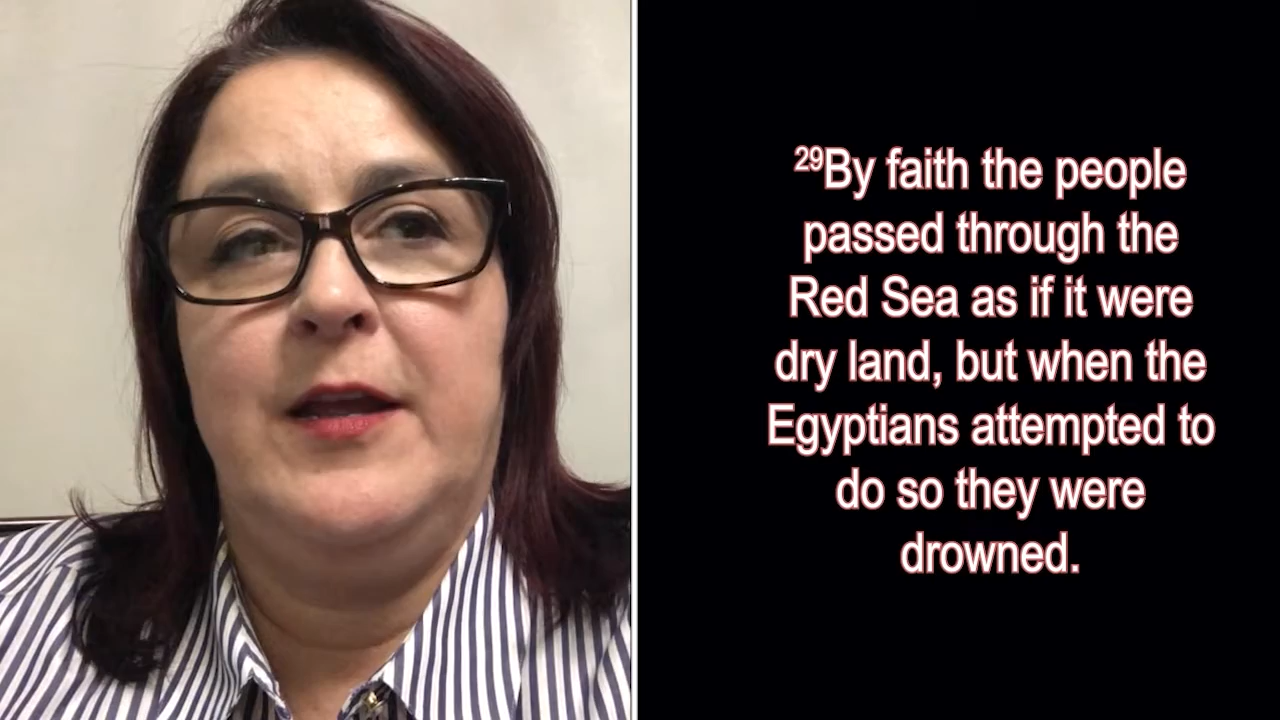 ²⁹By faith the people
passed through the
Red Sea as if it were
dry land, but when the
Egyptians attempted to
do so they were
drowned.